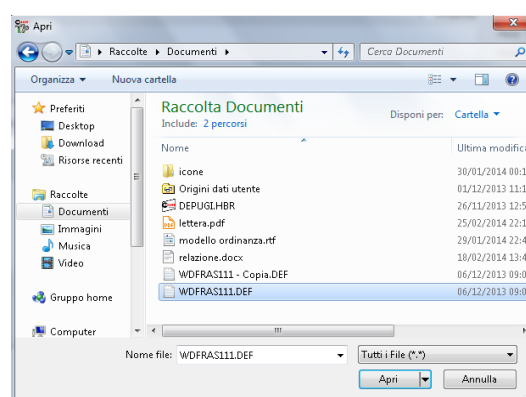 Apri
Raccolte Documenti
Cerca Documenti
Organizza Nuova cartella
Preferiti
Desktop
Download
Risorse recenti
Raccolte
Documenti
Immagini
Musica
Video
Gruppo home
Computer
Raccolta Documenti
Include: 2 percorsi
Disponi per: Cartella
Nome Ultima modifica
icone 30/01/2014 00:1
Origini dati utente 01/12/2013 11:1
DEPUGI.HBR 26/11/2013 12:5
lettera.pdf 25/02/2014 22:1
modello ordinanza.rtf 29/01/2014 22:4
relazione.docx 18/02/2014 13:4
WDFRAS111 - Copia.DEF 06/12/2013 09:0
WDFRAS111.DEF 06/12/2013 09:0
Nome file: WDFRAS111.DEF Tutti i File (*.*)
Apri Annulla